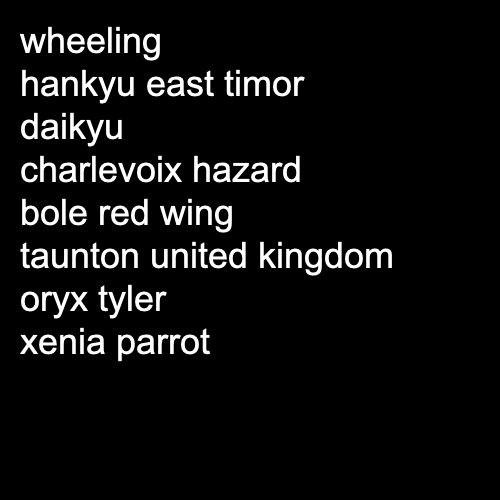 wheeling
hankyu east timor
daikyu
charlevoix hazard
bole red wing
taunton united kingdom
oryx tyler
xenia parrot